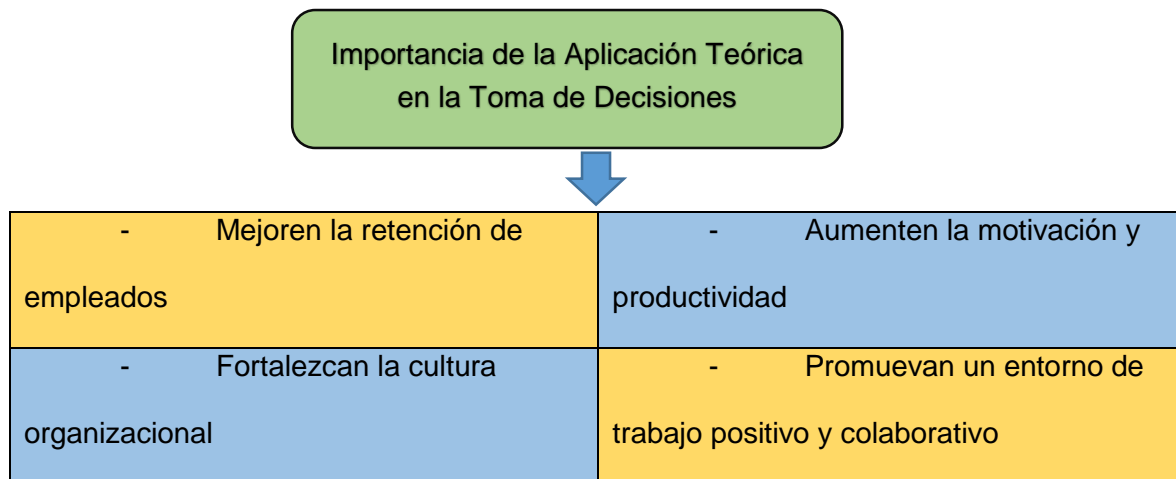 Importancia de la Aplicación Teórica
en la Toma de Decisiones
- Mejoren la retención de
empleados
- Aumenten la motivación y
productividad
- Fortalezcan la cultura
organizacional
- Promuevan un entorno de
trabajo positivo y colaborativo